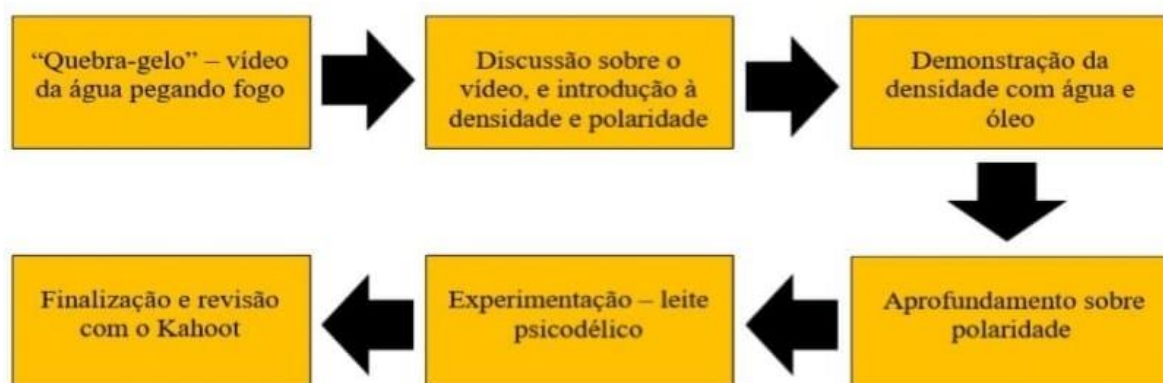 “Quebra-gelo” – vídeo
da água pegando fogo
Discussão sobre o
vídeo, e introdução à
densidade e polaridade
Demonstração da
densidade com água e
óleo
Aprofundamento sobre
polaridade
Experimentação – leite
psicodélico
Finalização e revisão
com o Kahoot